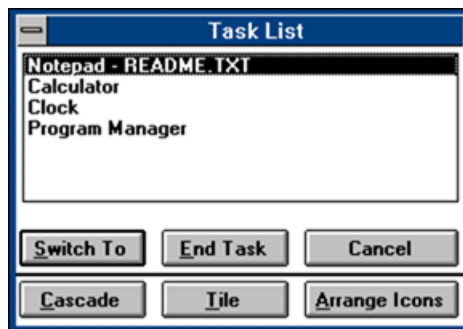 Task List
Notepad - README.TXT
Calculator
Clock
Program Manager
Switch To End Task Cancel
Cascade Tile Arrange Icons